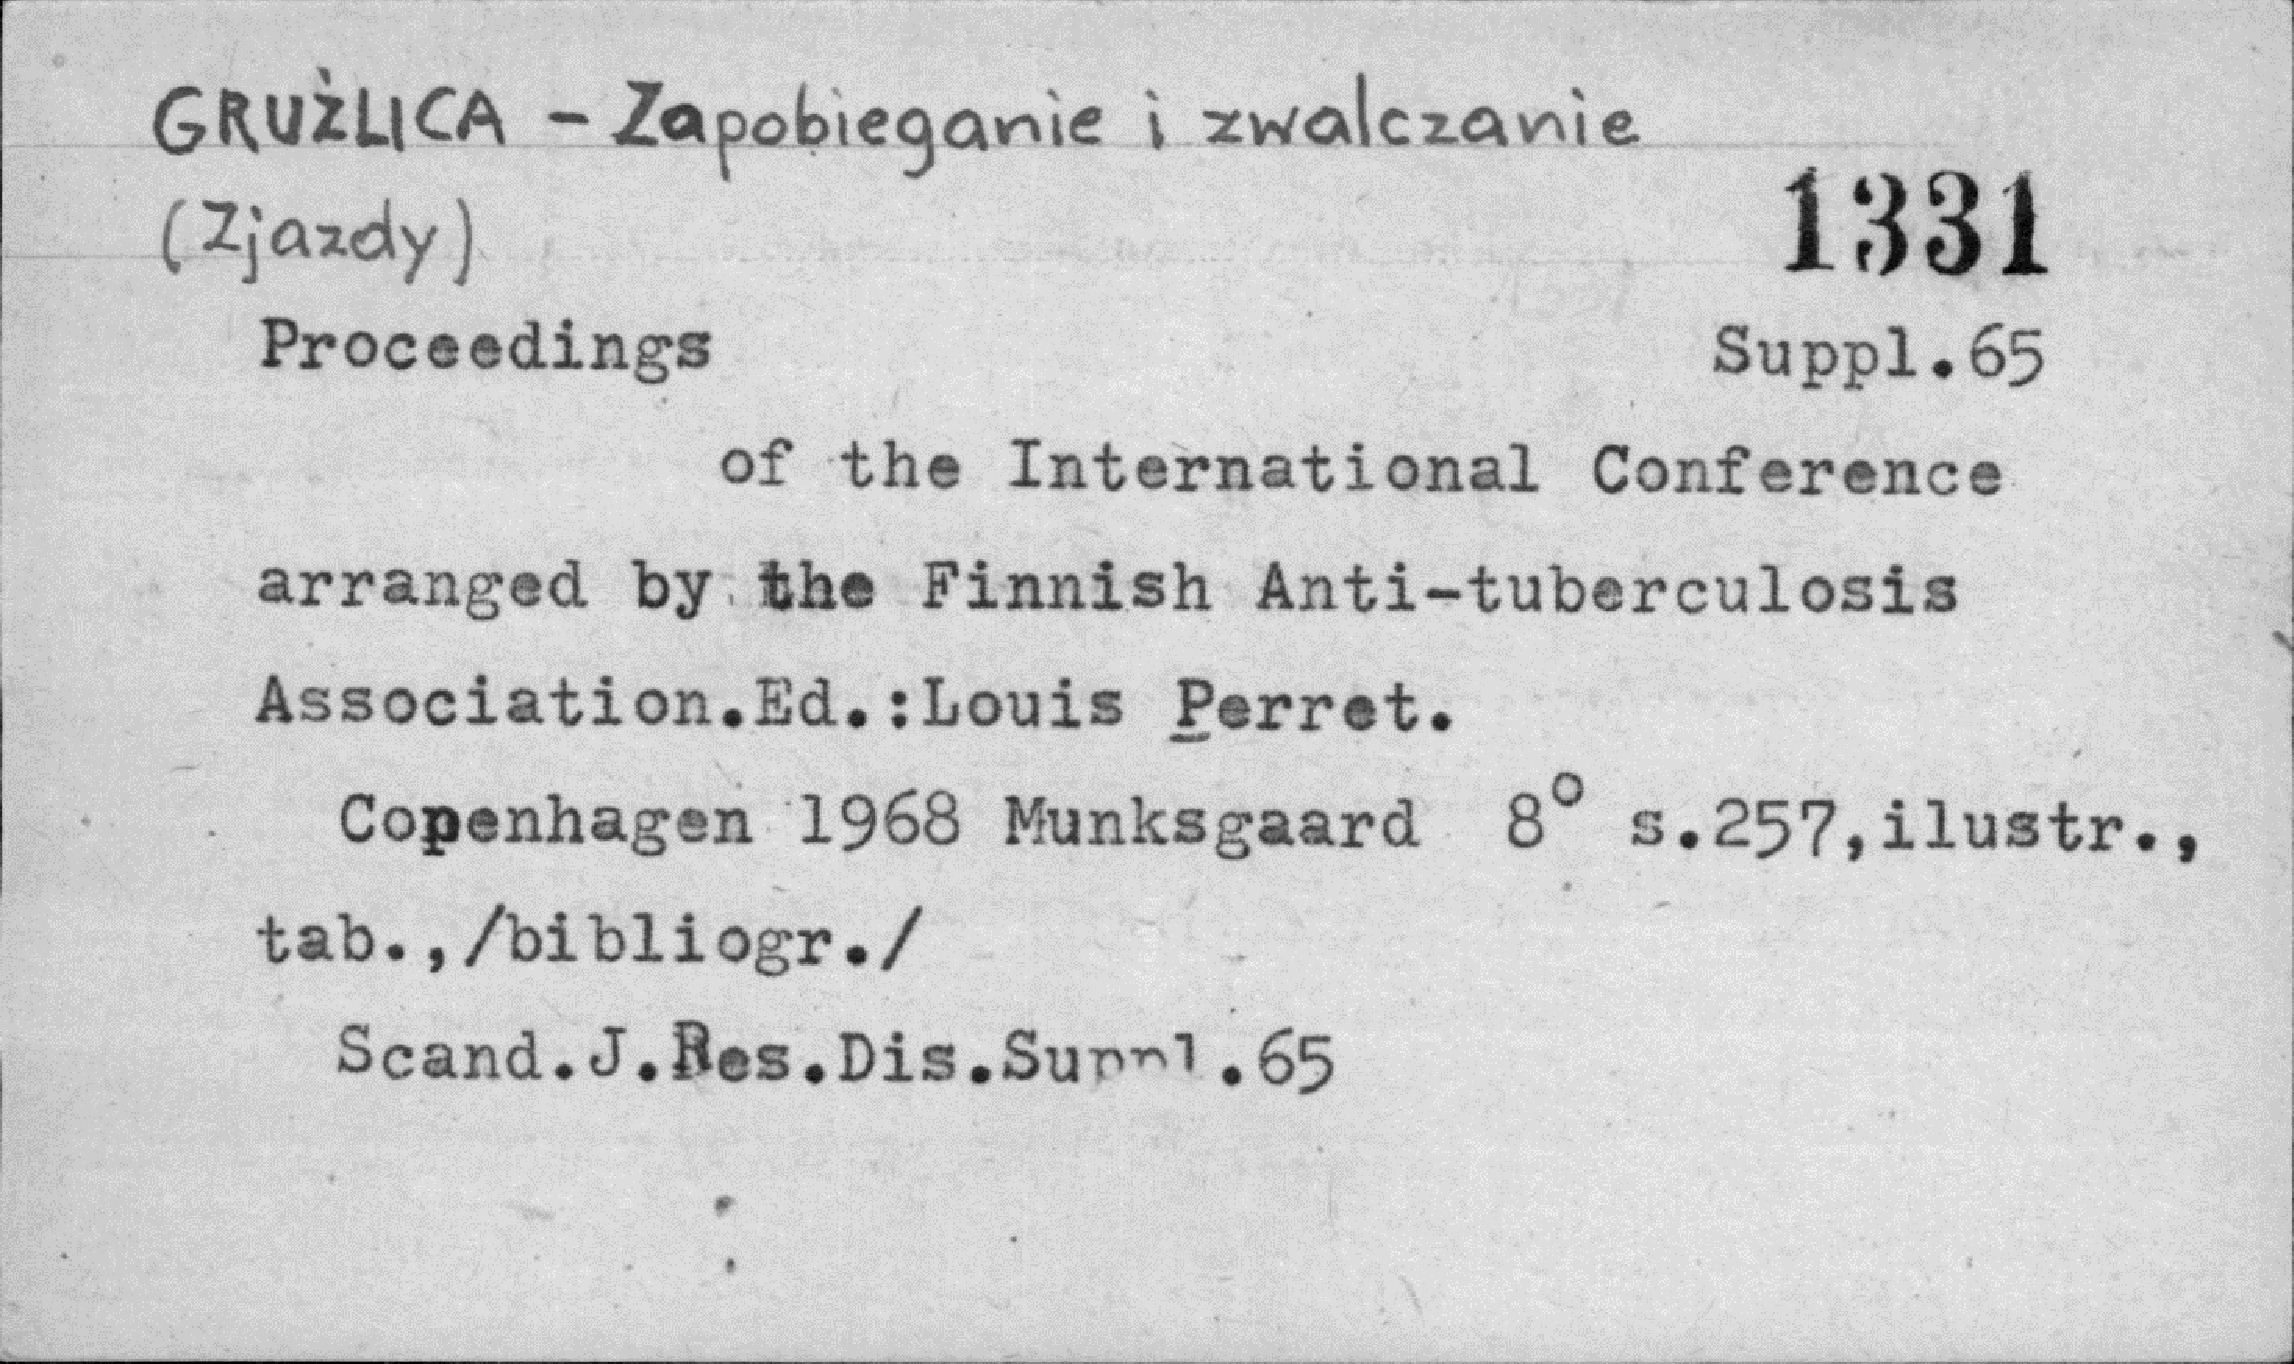 GRUŹLICA - Zapobieganie i zwalczanie
(Zjazdy)
1331
Proceedings Suppl.65
of the International Conference
arranged by the Finnish Anti-tuberculosis
Association.Ed.:Louis Perret.
Copenhagen 1968 Munksgaard 8° s.257,ilustr.,
tab.,/bibliogr./
Scand.J.Res.Dis.Suppl.65